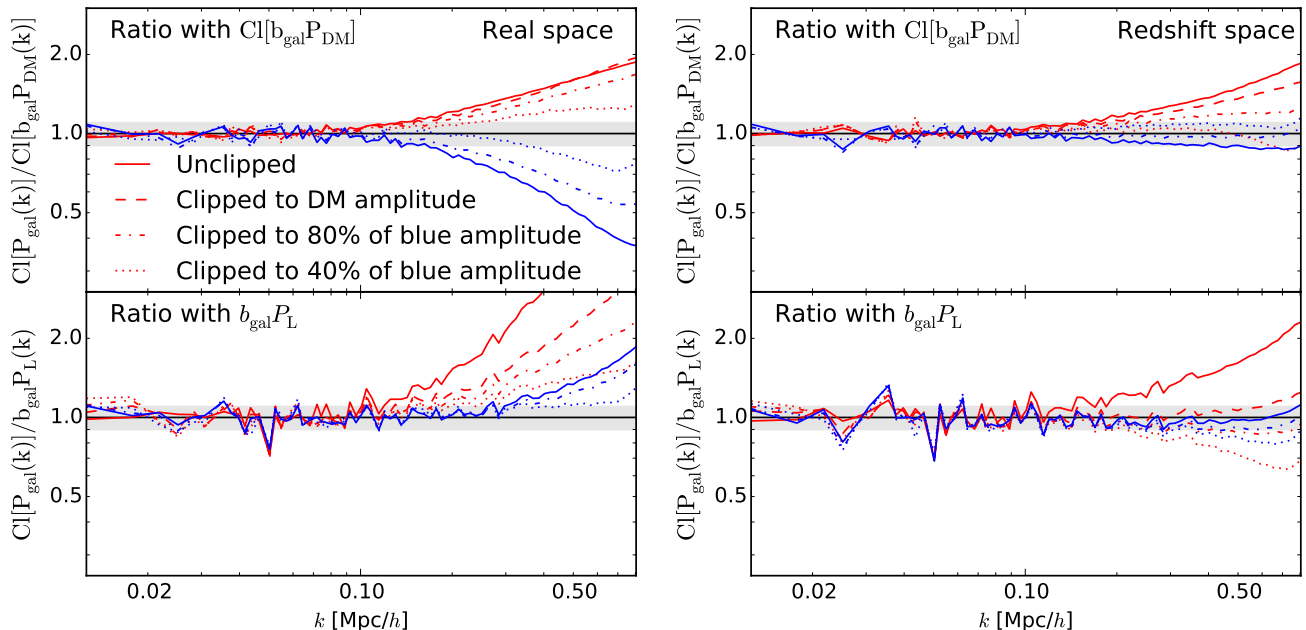 Ratio with Cl[b_gal P_DM]
Real space
2.0
1.0
0.5
Cl[P_gal(k)]/Cl[b_gal P_DM(k)]
Unclipped
Clipped to DM amplitude
Clipped to 80% of blue amplitude
Clipped to 40% of blue amplitude
Ratio with b_gal P_L
2.0
1.0
0.5
Cl[P_gal(k)]/b_gal P_L(k)
0.02
0.10
0.50
k [Mpc/h]
Ratio with Cl[b_gal P_DM]
Redshift space
2.0
1.0
0.5
Cl[P_gal(k)]/Cl[b_gal P_DM(k)]
Ratio with b_gal P_L
2.0
1.0
0.5
Cl[P_gal(k)]/b_gal P_L(k)
0.02
0.10
0.50
k [Mpc/h]